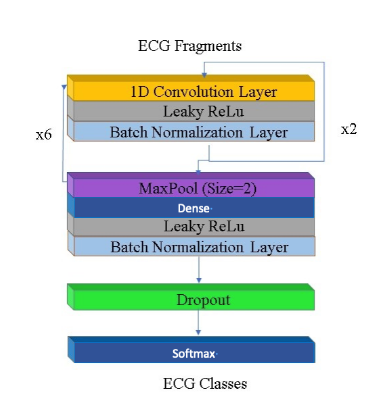 ECG Fragments
1D Convolution Layer
Leaky ReLu
Batch Normalization Layer
x6
x2
MaxPool (Size=2)
Dense
Leaky ReLu
Batch Normalization Layer
Dropout
Softmax
ECG Classes